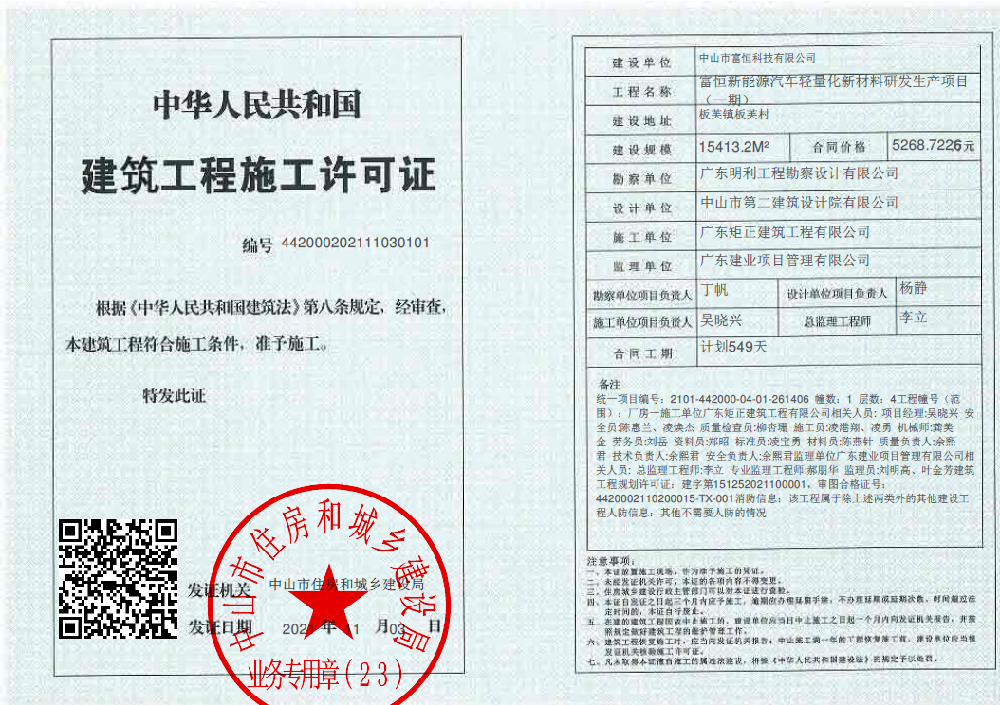 中华人民共和国
建筑工程施工许可证
编号 442000202111030101
根据《中华人民共和国建筑法》第八条规定，经审查，
本建筑工程符合施工条件，准予施工。
特发此证
发证机关 中山市住房和城乡建设局
发证日期 2021 年 11 月 03 日
中山市住房和城乡建设局
业务专用章(23)
建设单位 中山市富恒科技有限公司
工程名称 富恒新能源汽车轻量化新材料研发生产项目
（一期）
建设地址 板芙镇板芙村
建设规模 15413.2M² 合同价格 5268.7226万元
勘察单位 广东明利工程勘察设计有限公司
设计单位 中山市第二建筑设计院有限公司
施工单位 广东矩正建筑工程有限公司
监理单位 广东建业项目管理有限公司
勘察单位项目负责人 丁帆 设计单位项目负责人 杨静
施工单位项目负责人 吴晓兴 总监理工程师 李立
合同工期 计划549天
备注
统一项目编号：2101-442000-04-01-261406 幢数：1 层数：4工程幢号（范
围）：厂房一施工单位广东矩正建筑工程有限公司相关人员：项目经理:吴晓兴 安
全员:陈惠兰、凌焕杰 质量检查员:柳杏珊 施工员:凌港翔、凌勇 机械师:龚美
金 劳务员:刘岳 资料员:郑昭 标准员:凌宝勇 材料员:陈燕针 质量负责人:余熙
君 技术负责人:余熙君 安全负责人:余熙君监理单位广东建业项目管理有限公司相
关人员：总监理工程师:李立 专业监理工程师:郝朋华 监理员:刘明高、叶金芳建筑
工程规划许可证：建字第151252021100001，审图合格证号：
4420002110200015-TX-001消防信息：该工程属于除上述两类外的其他建设工
程人防信息：其他不需要人防的情况
注意事项：
一、本证放置施工现场，作为准予施工的凭证。
二、未经发证机关许可，本证的各项内容不得变更。
三、住房城乡建设行政主管部门可以对本证进行查验。
四、本证自发证之日起三个月内应予施工，逾期应办理延期手续，不办理延期或延期次数、时间超过法
定时间的，本证自行废止。
五、在建的建筑工程因故中止施工的，建设单位应当自中止施工之日起一个月内向发证机关报告，并按
照规定做好建筑工程的维护管理工作。
六、建筑工程恢复施工时，应当向发证机关报告；中止施工满一年的工程恢复施工前，建设单位应当报
发证机关核验施工许可证。
七、凡未取得本证擅自施工的属违法建设，将按《中华人民共和国建筑法》的规定予以处罚。